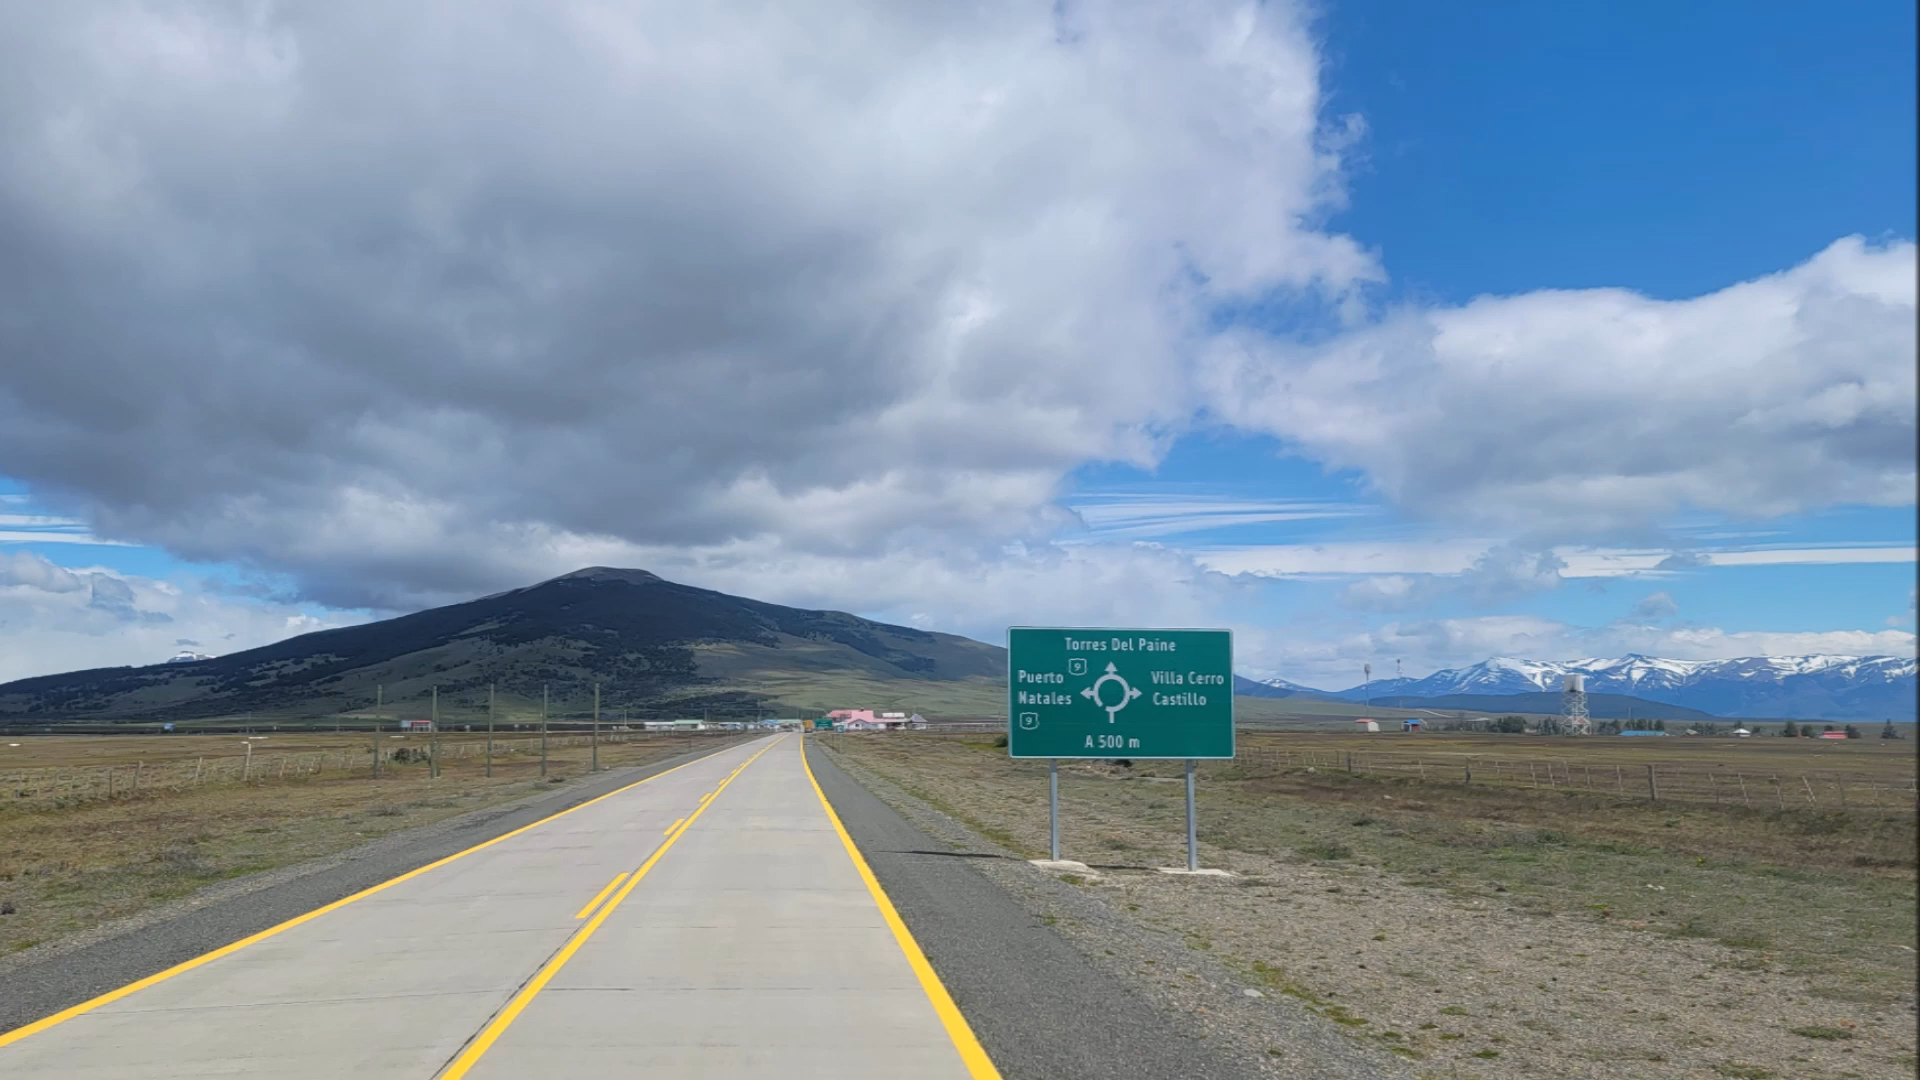 Torres Del Paine
9
Puerto
Natales
9
Villa Cerro
Castillo
A 500 m